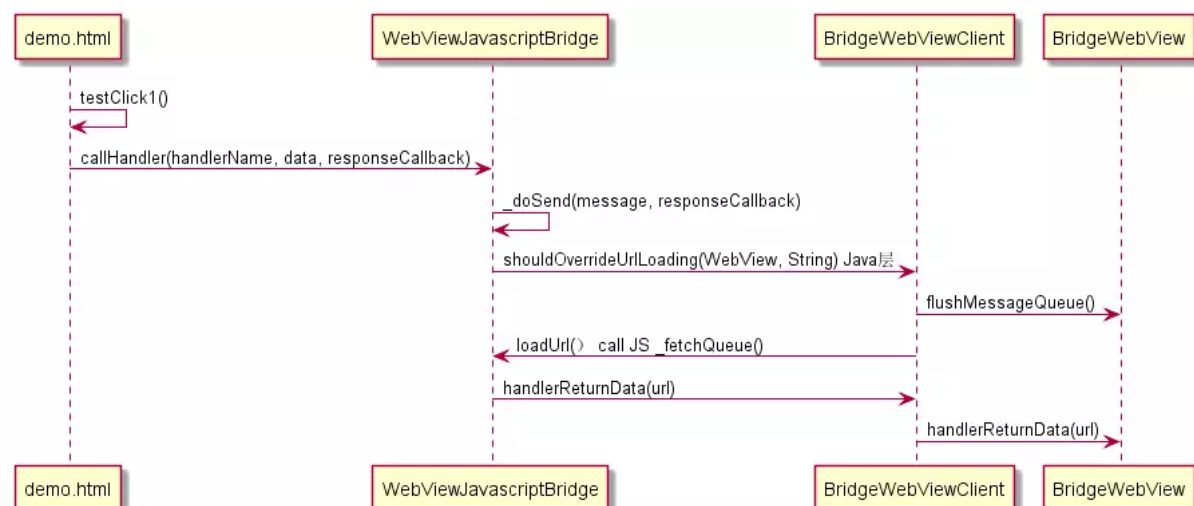 demo.html
WebViewJavascriptBridge
BridgeWebViewClient
BridgeWebView
testClick1()
callHandler(handlerName, data, responseCallback)
_doSend(message, responseCallback)
shouldOverrideUrlLoading(WebView, String) Java层
flushMessageQueue()
loadUrl(） call JS _fetchQueue()
handlerReturnData(url)
handlerReturnData(url)
demo.html
WebViewJavascriptBridge
BridgeWebViewClient
BridgeWebView